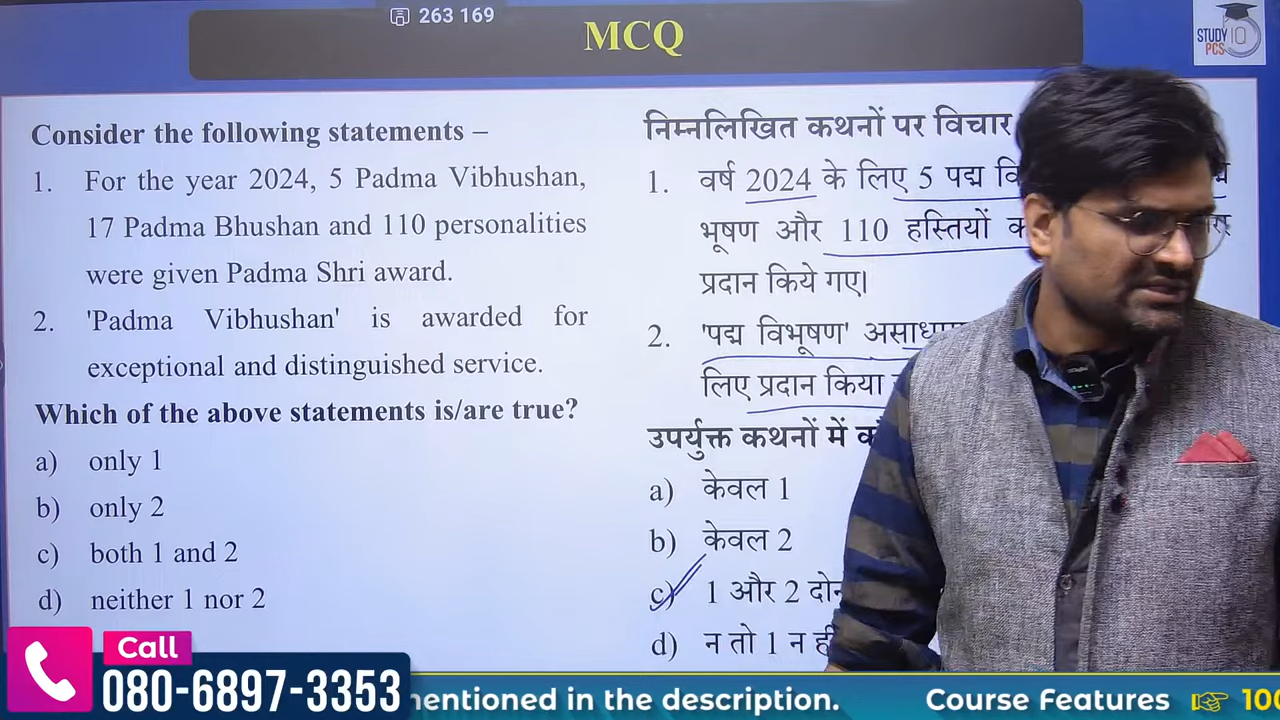 263 169
MCQ
STUDY IQ
PCS
Consider the following statements –
1. For the year 2024, 5 Padma Vibhushan,
17 Padma Bhushan and 110 personalities
were given Padma Shri award.
2. 'Padma Vibhushan' is awarded for
exceptional and distinguished service.
Which of the above statements is/are true?
a) only 1
b) only 2
c) both 1 and 2
d) neither 1 nor 2
निम्नलिखित कथनों पर विचार
1. वर्ष 2024 के लिए 5 पद्म
भूषण और 110 हस्तियों
प्रदान किये गए।
2. 'पद्म विभूषण'
लिए प्रदान किया
उपर्युक्त कथनों में
a) केवल 1
b) केवल 2
c) 1 और 2
d) न तो 1 न ही
Call
080-6897-3353
mentioned in the description.
Course Features